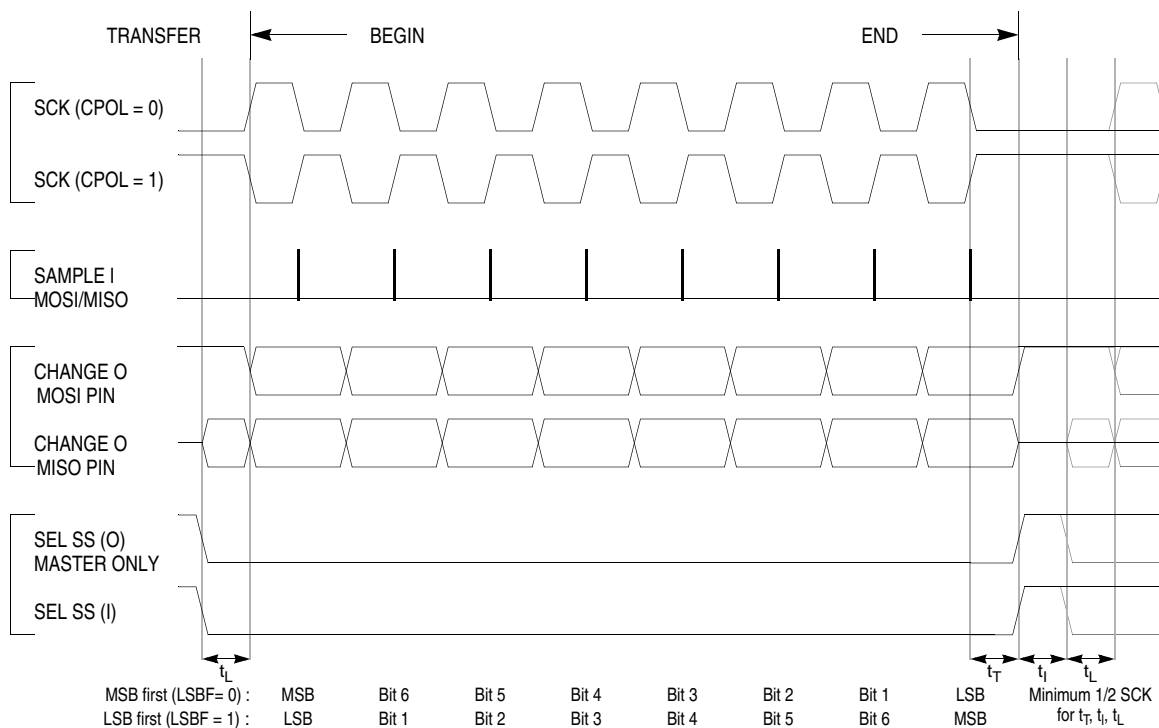 TRANSFER BEGIN END
SCK (CPOL = 0)
SCK (CPOL = 1)
SAMPLE I
MOSI/MISO
CHANGE O
MOSI PIN
CHANGE O
MISO PIN
SEL SS (O)
MASTER ONLY
SEL SS (I)
tL tT tI tL
MSB first (LSBF= 0) : MSB Bit 6 Bit 5 Bit 4 Bit 3 Bit 2 Bit 1 LSB Minimum 1/2 SCK
LSB first (LSBF = 1) : LSB Bit 1 Bit 2 Bit 3 Bit 4 Bit 5 Bit 6 MSB for tT, tl, tL